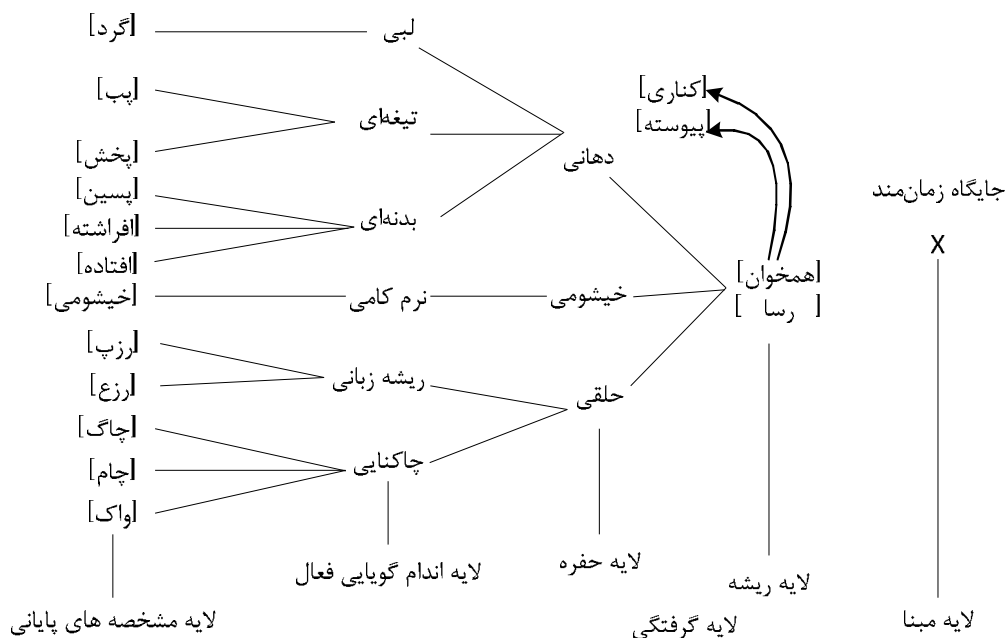 [گرد]
لبی
[کناری]
[پب]
تیغه‌ای
[پیوسته]
[پخش]
دهانی
[پسین]
جایگاه زمان‌مند
[افراشته]
بدنه‌ای
X
[افتاده]
[همخوان]
[خیشومی]
نرم کامی
خیشومی
[رسا]
[رزپ]
ریشه زبانی
[رزع]
حلقی
[چاگ]
چاکنایی
[چام]
[واک]
لایه حفره
لایه اندام گویایی فعال
لایه ریشه
لایه مبنا
لایه گرفتگی
لایه مشخصه های پایانی